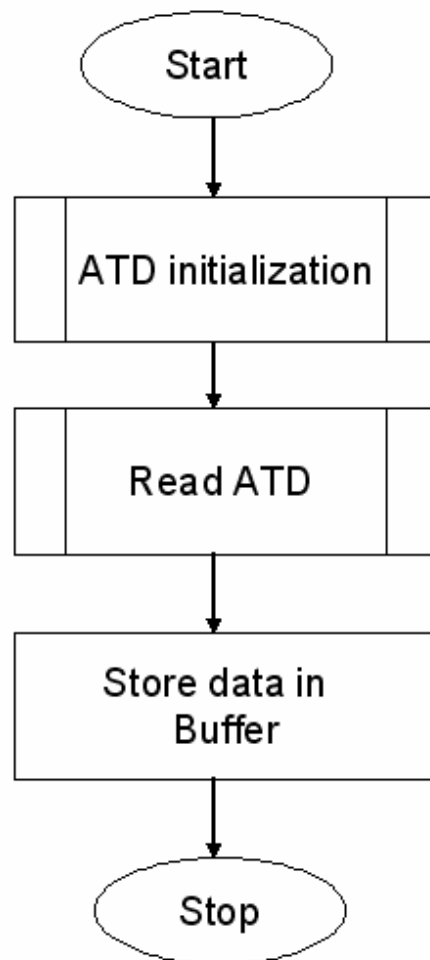 Start
ATD initialization
Read ATD
Store data in
Buffer
Stop